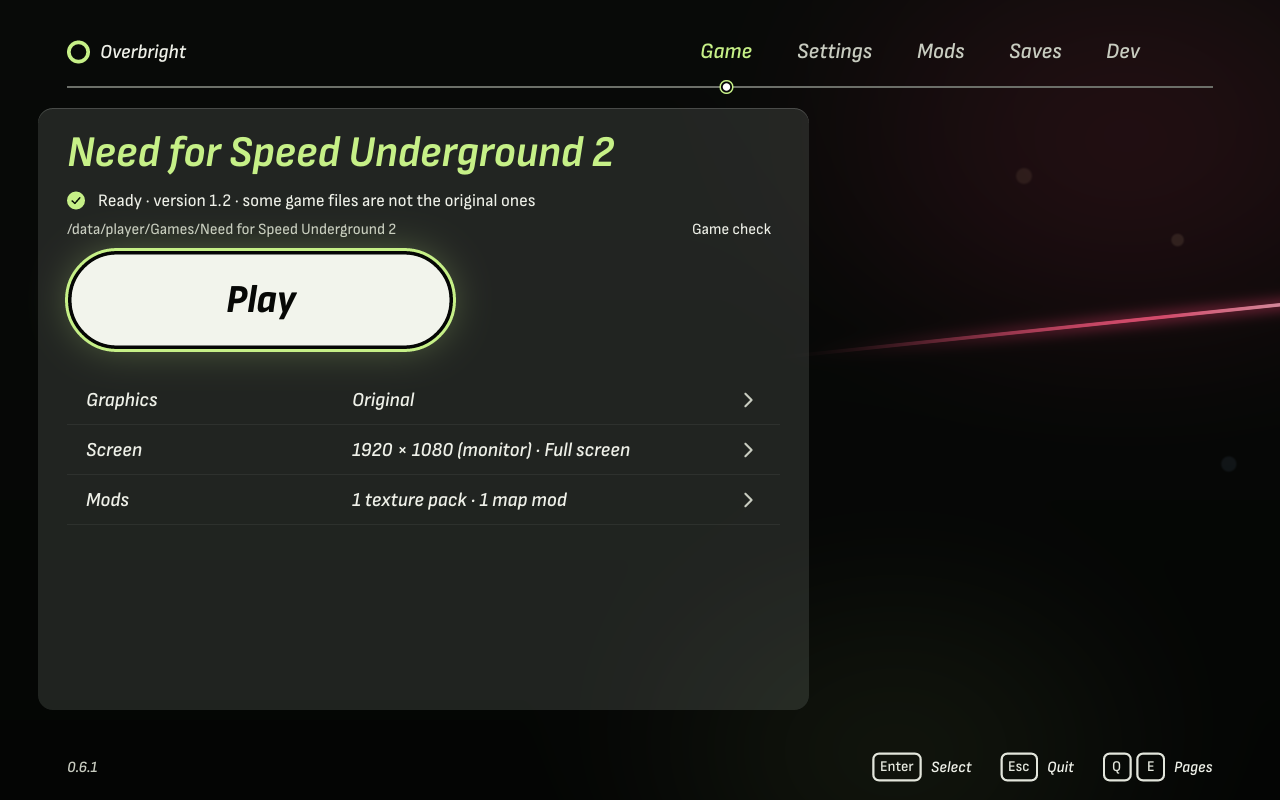 Overbright
Game Settings Mods Saves Dev
Need for Speed Underground 2
Ready · version 1.2 · some game files are not the original ones
/data/player/Games/Need for Speed Underground 2 Game check
Play
Graphics Original
Screen 1920 × 1080 (monitor) · Full screen
Mods 1 texture pack · 1 map mod
0.6.1 Enter Select Esc Quit Q E Pages